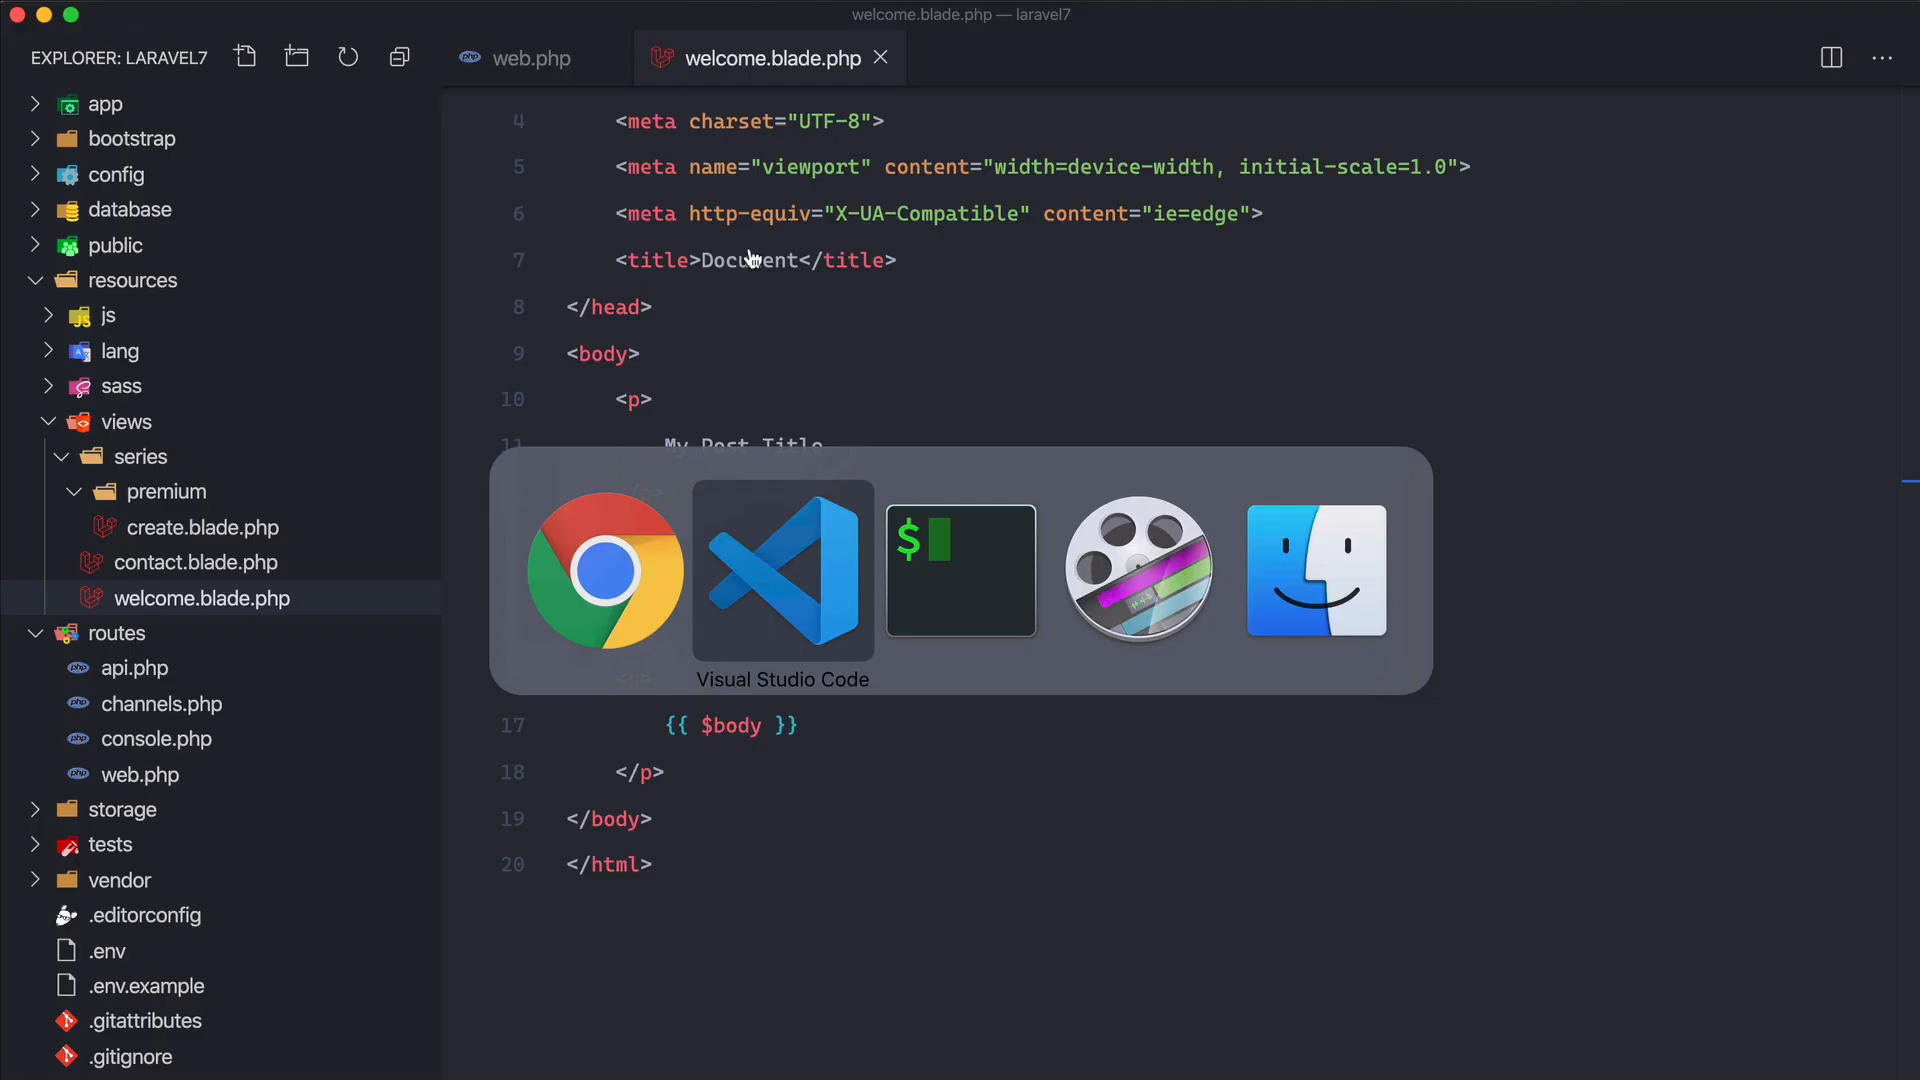 welcome.blade.php — laravel7
EXPLORER: LARAVEL7
web.php
welcome.blade.php
app
bootstrap
config
database
public
resources
js
lang
sass
views
series
premium
create.blade.php
contact.blade.php
welcome.blade.php
routes
api.php
channels.php
console.php
web.php
storage
tests
vendor
.editorconfig
.env
.env.example
.gitattributes
.gitignore
4 <meta charset="UTF-8">
5 <meta name="viewport" content="width=device-width, initial-scale=1.0">
6 <meta http-equiv="X-UA-Compatible" content="ie=edge">
7 <title>Document</title>
8 </head>
9 <body>
10 <p>
11 My Post Title
$
Visual Studio Code
17 {{ $body }}
18 </p>
19 </body>
20 </html>